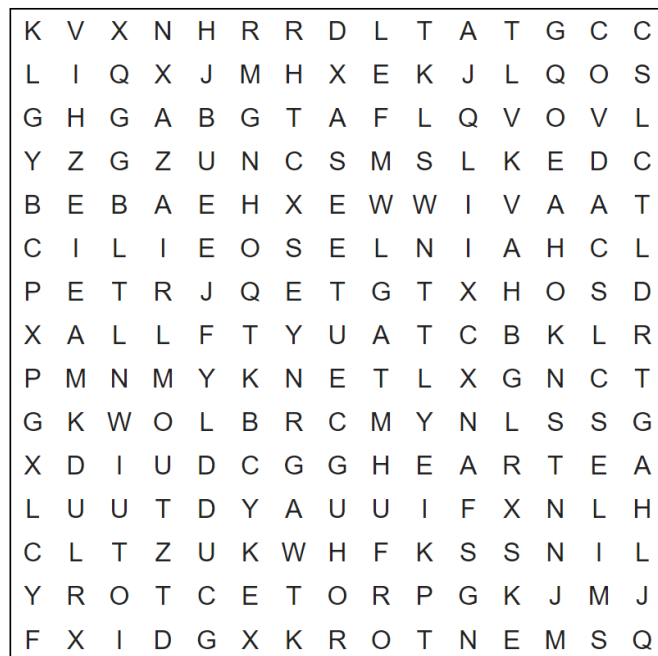 K V X N H R R D L T A T G C C
L I Q X J M H X E K J L Q O S
G H G A B G T A F L Q V O V L
Y Z G Z U N C S M S L K E D C
B E B A E H X E W W I V A A T
C I L I E O S E L N I A H C L
P E T R J Q E T G T X H O S D
X A L L F T Y U A T C B K L R
P M N M Y K N E T L X G N C T
G K W O L B R C M Y N L S S G
X D I U D C G G H E A R T E A
L U U T D Y A U U I F X N L H
C L T Z U K W H F K S S N I L
Y R O T C E T O R P G K J M J
F X I D G X K R O T N E M S Q